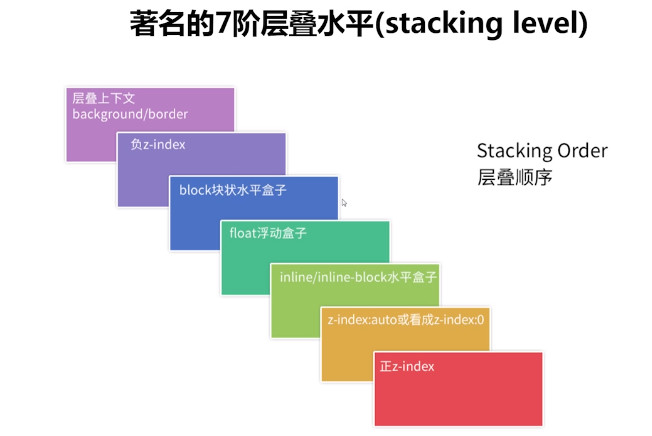 著名的7阶层叠水平(stacking level)
层叠上下文
background/border
负z-index
block块状水平盒子
float浮动盒子
inline/inline-block水平盒子
z-index:auto或看成z-index:0
正z-index
Stacking Order
层叠顺序